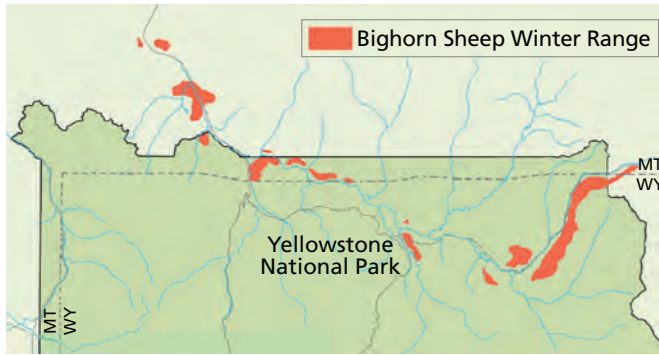 Bighorn Sheep Winter Range
MT
WY
Yellowstone
National Park
MT
WY